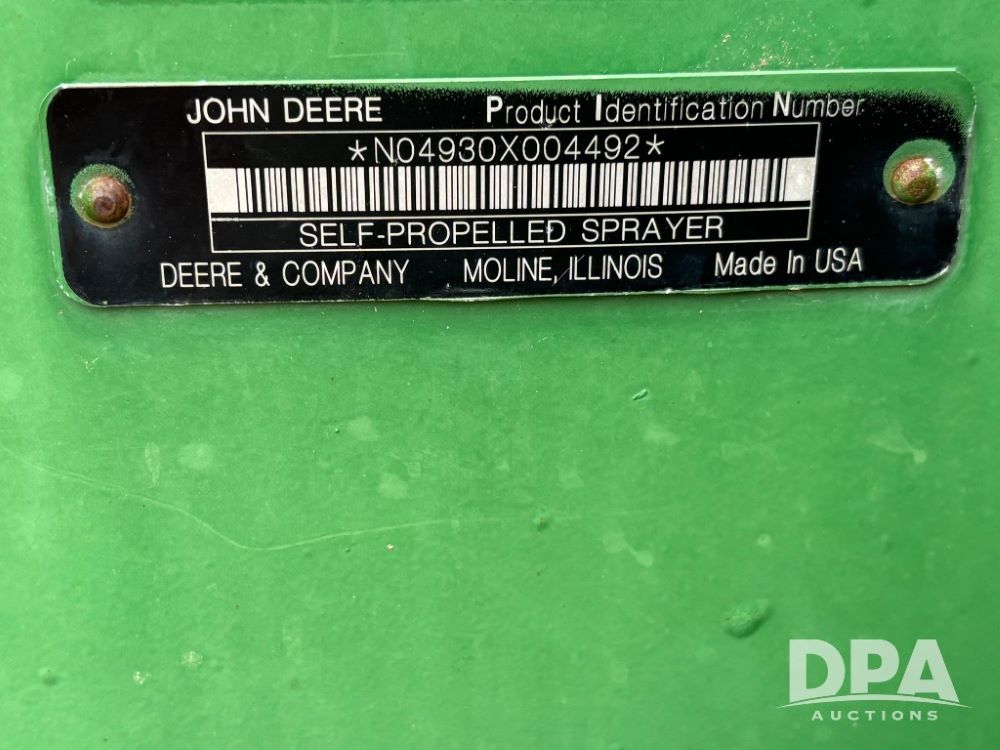 JOHN DEERE Product Identification Number
*N04930X004492*
SELF-PROPELLED SPRAYER
DEERE & COMPANY MOLINE, ILLINOIS Made In USA
DPA
AUCTIONS